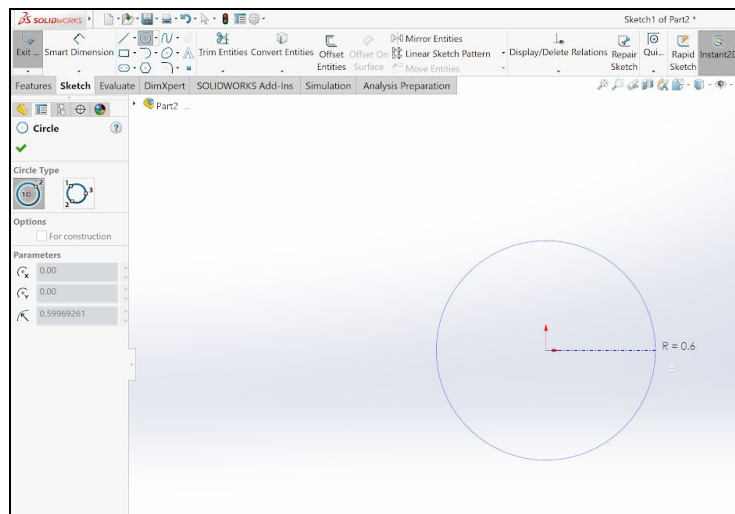 SOLIDWORKS
Sketch1 of Part2 *
Exit ...
Smart Dimension
Trim Entities
Convert Entities
Offset Entities
Offset On Surface
Mirror Entities
Linear Sketch Pattern
Move Entities
Display/Delete Relations
Repair Sketch
Qui...
Rapid Sketch
Instant2D
Features Sketch Evaluate DimXpert SOLIDWORKS Add-Ins Simulation Analysis Preparation
Part2 ...
Circle
Circle Type
Options
For construction
Parameters
0.00
0.00
0.59969261
R = 0.6